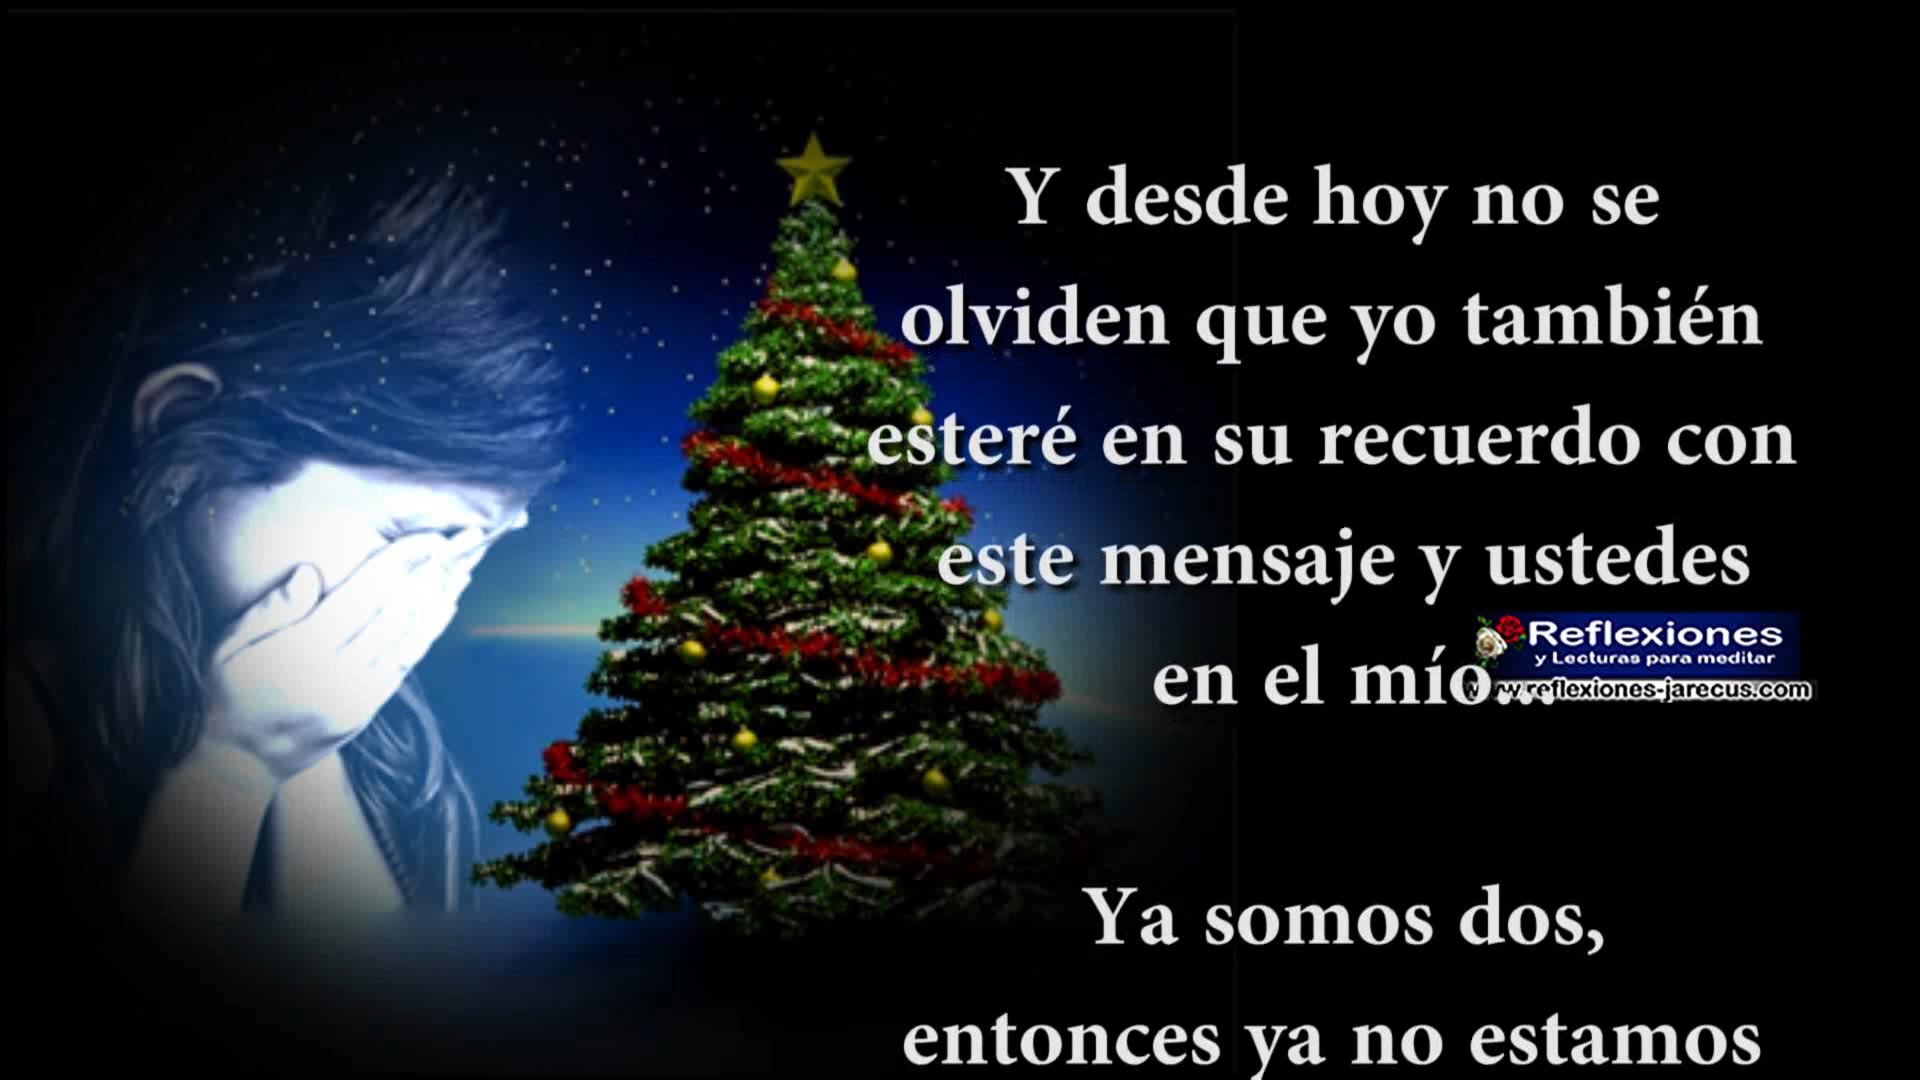 Y desde hoy no se
olviden que yo también
esteré en su recuerdo con
este mensaje y ustedes
en el mío...
Reflexiones
y Lecturas para meditar
www.reflexiones-jarecus.com
Ya somos dos,
entonces ya no estamos